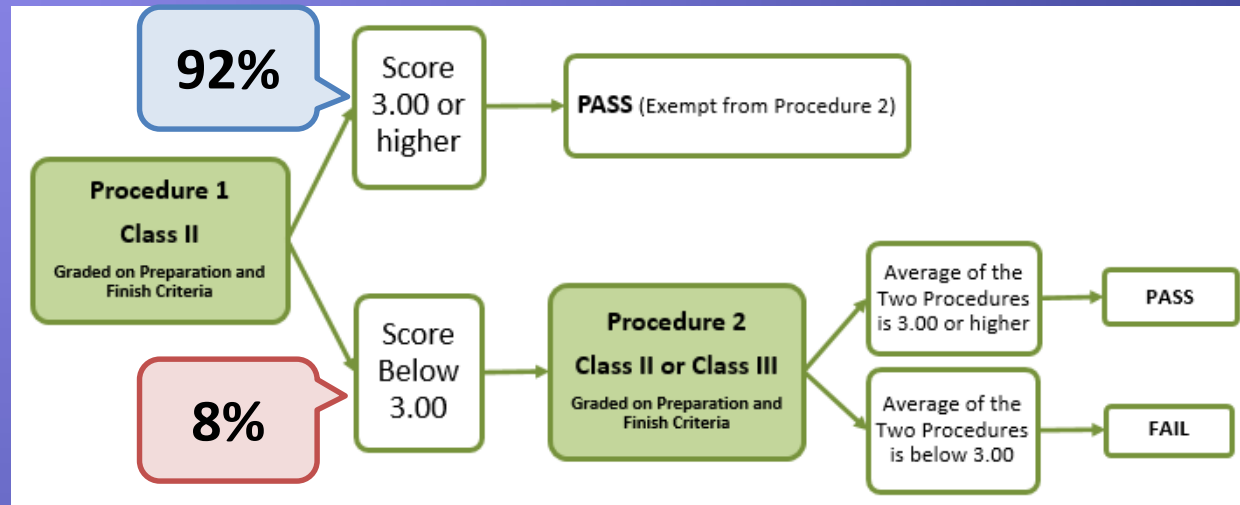 92%
Score
3.00 or
higher
PASS (Exempt from Procedure 2)
Procedure 1
Class II
Graded on Preparation and
Finish Criteria
8%
Score
Below
3.00
Procedure 2
Class II or Class III
Graded on Preparation and
Finish Criteria
Average of the
Two Procedures
is 3.00 or higher
PASS
Average of the
Two Procedures
is below 3.00
FAIL